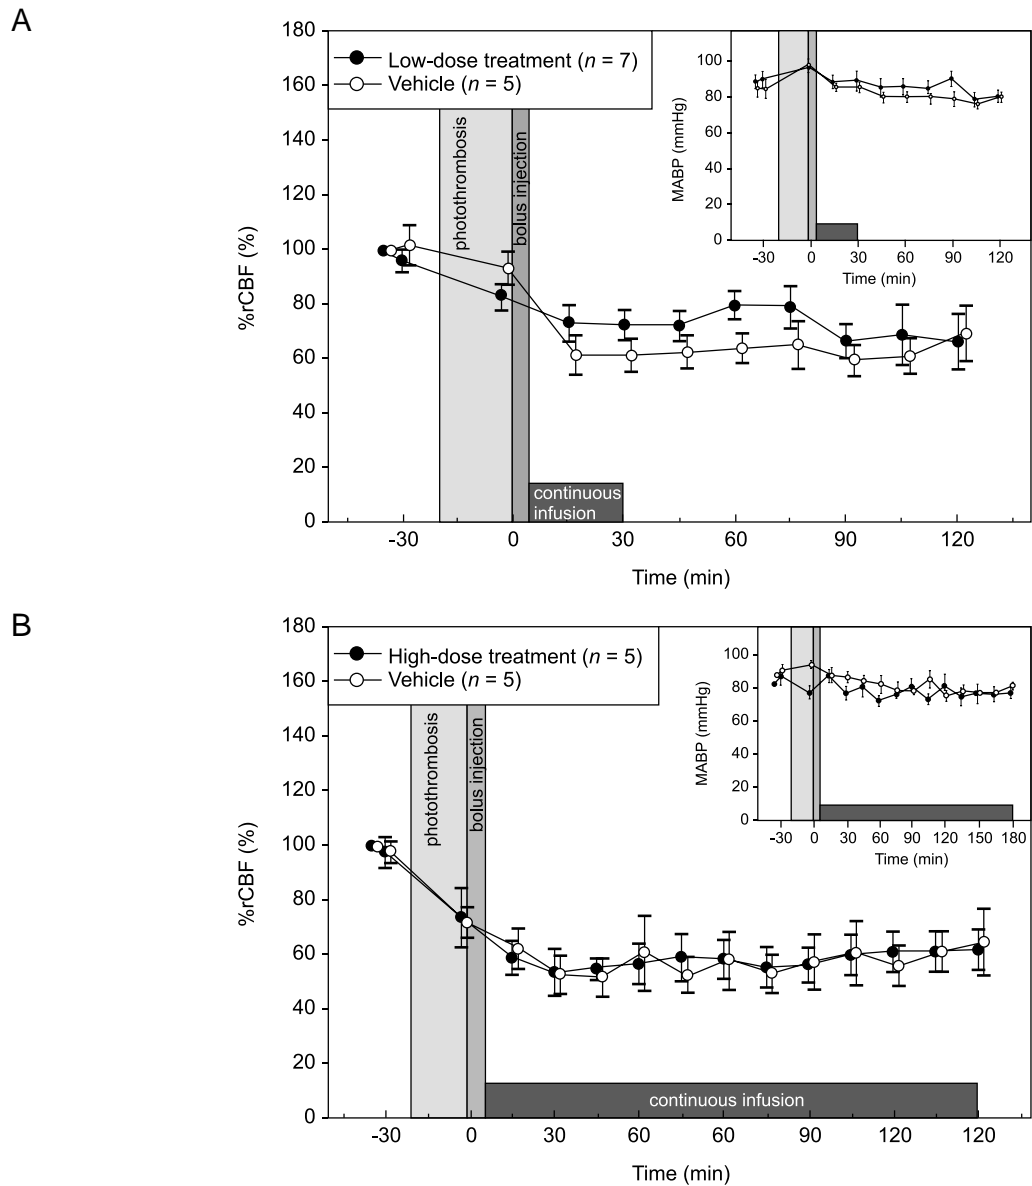 A
180
160
140
120
100
80
60
40
20
0
%rCBF (%)
Low-dose treatment (n = 7)
Vehicle (n = 5)
photothrombosis
bolus injection
continuous
infusion
-30
0
30
60
90
120
Time (min)
100
80
60
40
20
0
MABP (mmHg)
-30
0
30
60
90
120
Time (min)
B
180
160
140
120
100
80
60
40
20
0
%rCBF (%)
High-dose treatment (n = 5)
Vehicle (n = 5)
photothrombosis
bolus injection
continuous infusion
-30
0
30
60
60
90
120
120
Time (min)
100
80
60
40
20
0
MABP (mmHg)
-30
0
30
60
90
120
150
180
Time (min)